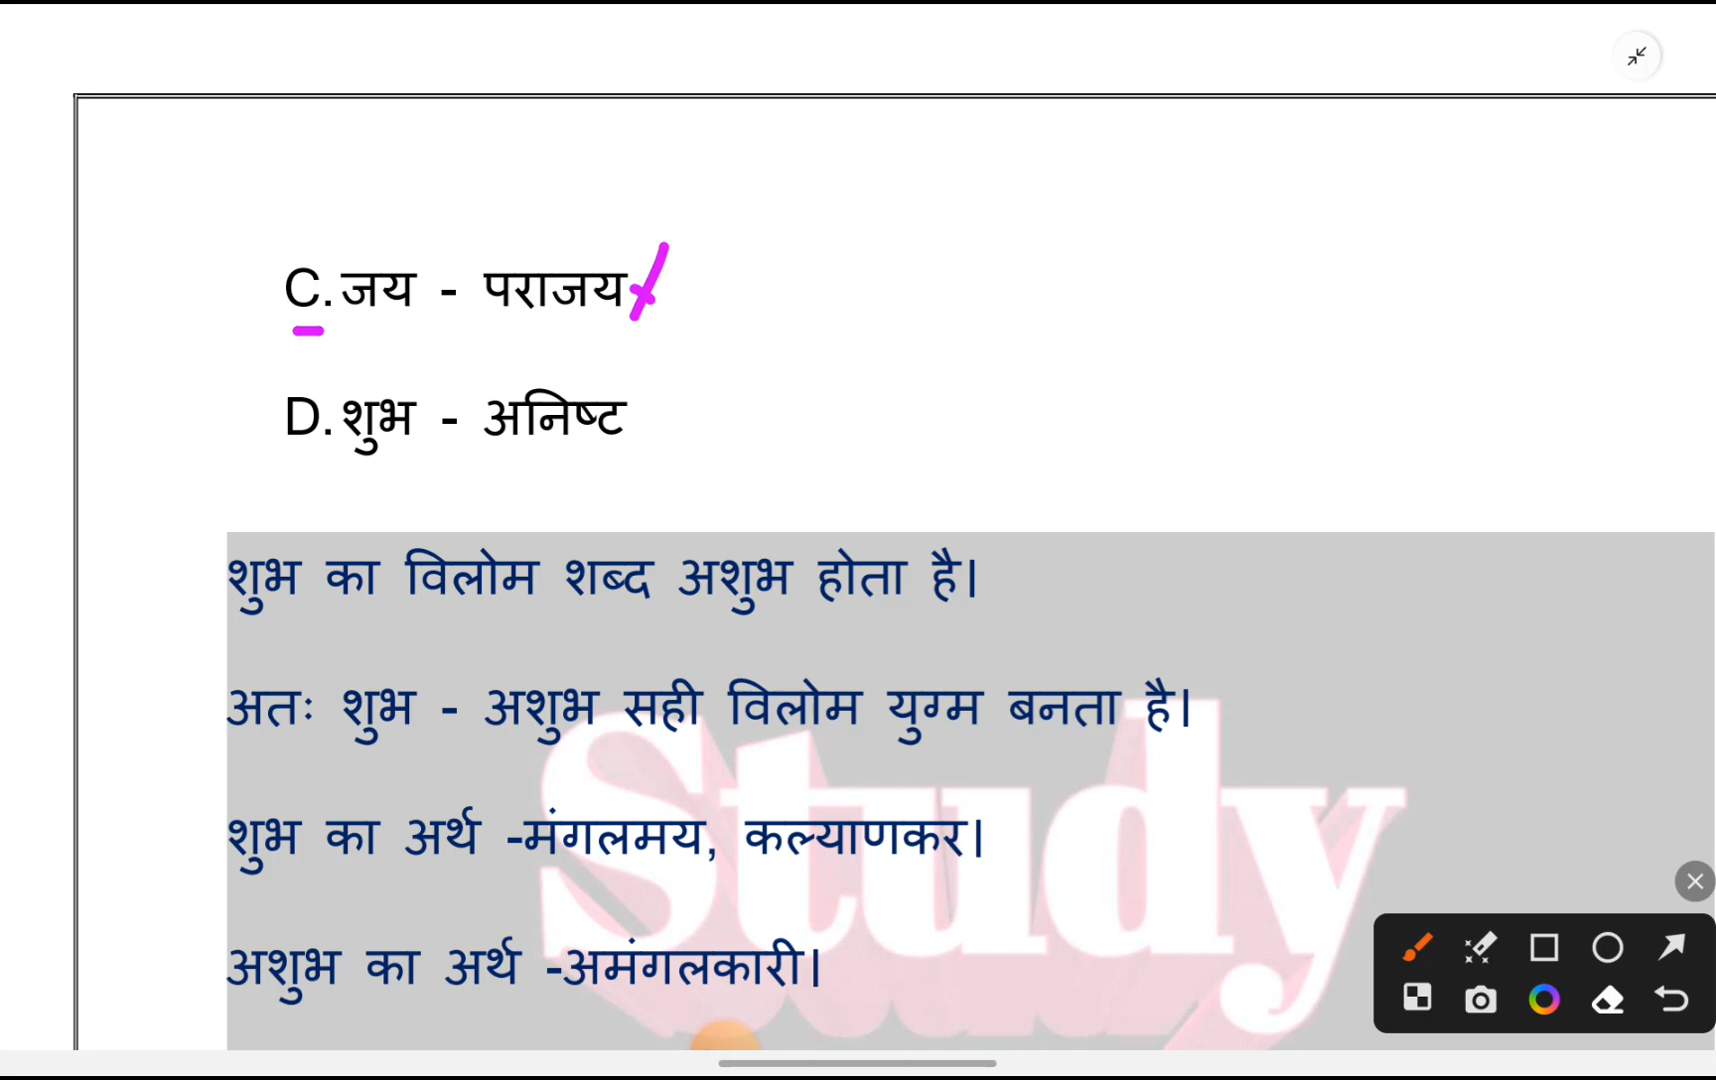 C. जय - पराजय
D. शुभ - अनिष्ट
शुभ का विलोम शब्द अशुभ होता है।
अतः शुभ - अशुभ सही विलोम युग्म बनता है।
शुभ का अर्थ -मंगलमय, कल्याणकर।
अशुभ का अर्थ -अमंगलकारी।
Study